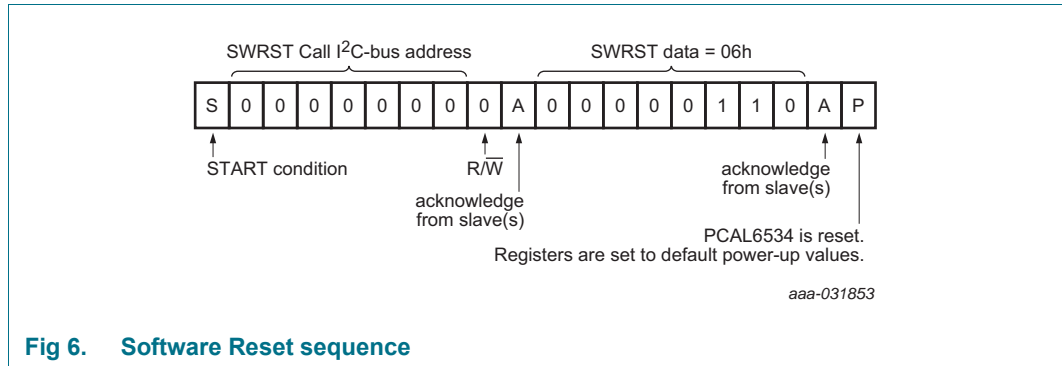 SWRST Call I2C-bus address SWRST data = 06h
S 0 0 0 0 0 0 0 0 A 0 0 0 0 0 1 1 0 A P
START condition R/W acknowledge
acknowledge from slave(s)
from slave(s)
PCAL6534 is reset.
Registers are set to default power-up values.
aaa-031853
Fig 6. Software Reset sequence